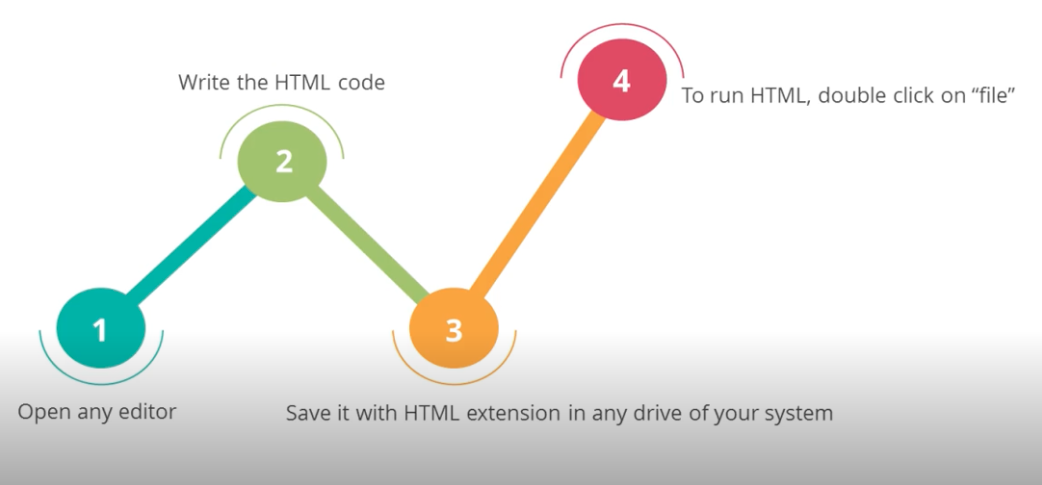 1
Open any editor
2
Write the HTML code
3
Save it with HTML extension in any drive of your system
4
To run HTML, double click on “file”